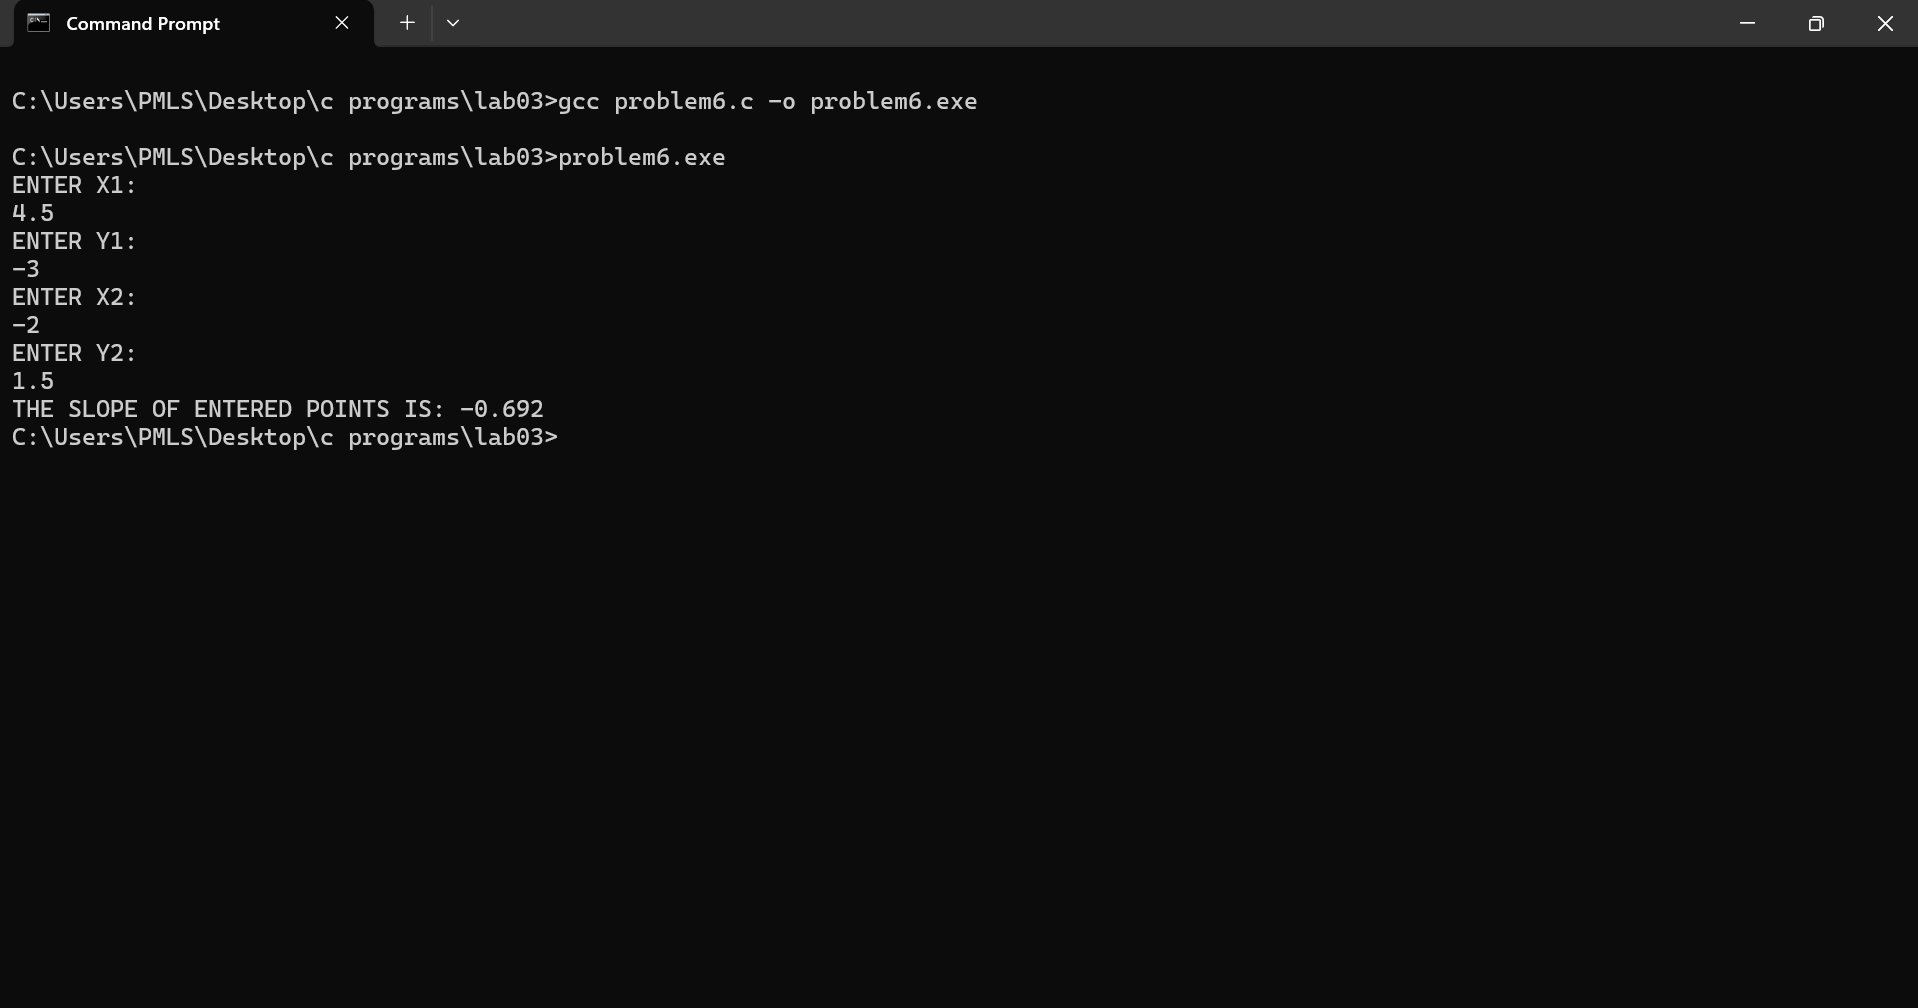 Command Prompt
C:\Users\PMLS\Desktop\c programs\lab03>gcc problem6.c -o problem6.exe
C:\Users\PMLS\Desktop\c programs\lab03>problem6.exe
ENTER X1:
4.5
ENTER Y1:
-3
ENTER X2:
-2
ENTER Y2:
1.5
THE SLOPE OF ENTERED POINTS IS: -0.692
C:\Users\PMLS\Desktop\c programs\lab03>